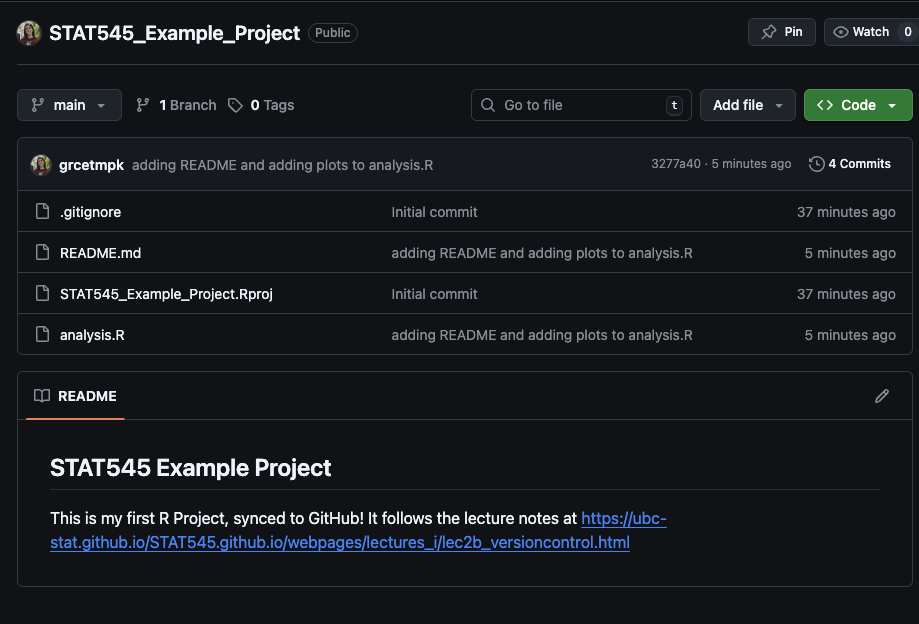 STAT545_Example_Project Public Pin Watch 0
main 1 Branch 0 Tags Go to file t Add file Code
grcetmpk adding README and adding plots to analysis.R 3277a40 · 5 minutes ago 4 Commits
.gitignore Initial commit 37 minutes ago
README.md adding README and adding plots to analysis.R 5 minutes ago
STAT545_Example_Project.Rproj Initial commit 37 minutes ago
analysis.R adding README and adding plots to analysis.R 5 minutes ago
README
STAT545 Example Project
This is my first R Project, synced to GitHub! It follows the lecture notes at https://ubc-
stat.github.io/STAT545.github.io/webpages/lectures_i/lec2b_versioncontrol.html